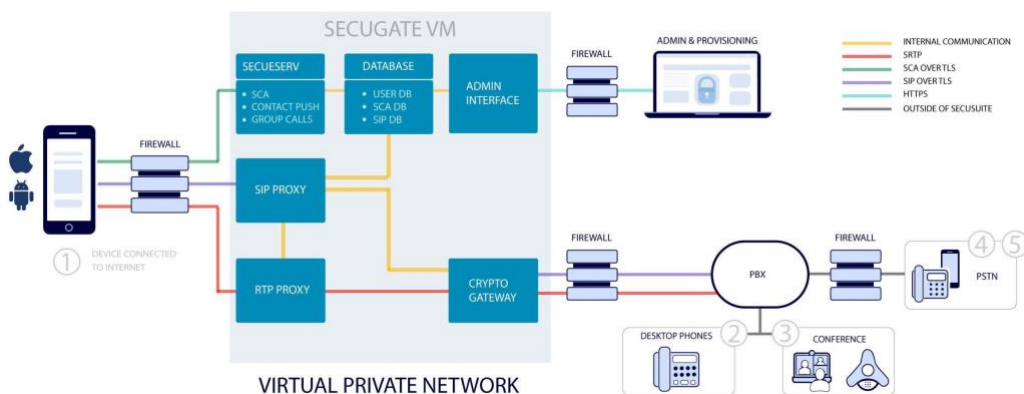 SECUGATE VM
SECUESERV
• SCA
• CONTACT PUSH
• GROUP CALLS
DATABASE
• USER DB
• SCA DB
• SIP DB
ADMIN
INTERFACE
FIREWALL
ADMIN & PROVISIONING
INTERNAL COMMUNICATION
SRTP
SCA OVER TLS
SIP OVER TLS
HTTPS
OUTSIDE OF SECUSUITE
FIREWALL
1
DEVICE CONNECTED
TO INTERNET
SIP PROXY
RTP PROXY
CRYPTO
GATEWAY
FIREWALL
PBX
FIREWALL
4
5
PSTN
DESKTOP PHONES
2
3
CONFERENCE
VIRTUAL PRIVATE NETWORK